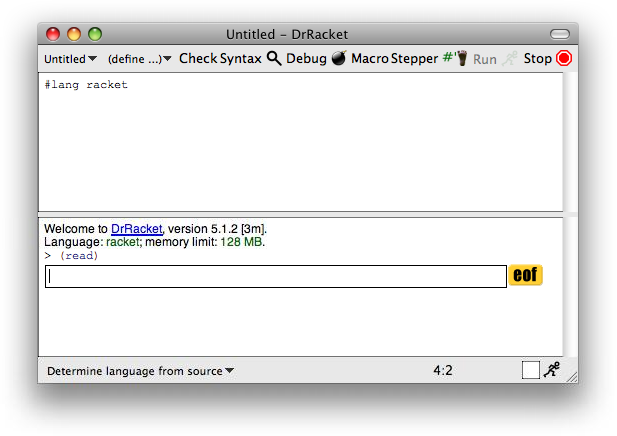 Untitled - DrRacket
Untitled (define ...) Check Syntax Debug Macro Stepper #' Run Stop
#lang racket
Welcome to DrRacket, version 5.1.2 [3m].
Language: racket; memory limit: 128 MB.
> (read)
eof
Determine language from source 4:2